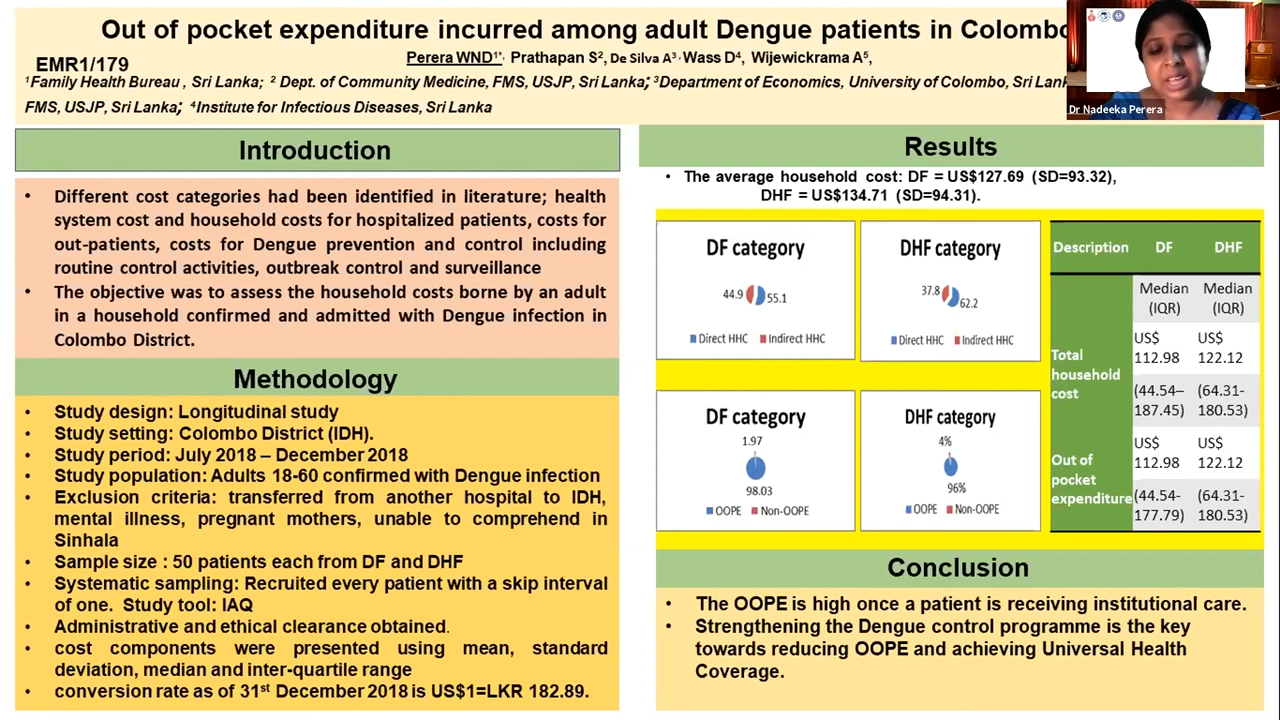 Out of pocket expenditure incurred among adult Dengue patients in Colombo
EMR1/179
Perera WND1*, Prathapan S2, De Silva A3, Wass D4, Wijewickrama A5,
1Family Health Bureau , Sri Lanka; 2 Dept. of Community Medicine, FMS, USJP, Sri Lanka; 3Department of Economics, University of Colombo, Sri
FMS, USJP, Sri Lanka; 4Institute for Infectious Diseases, Sri Lanka
Dr Nadeeka Perera
Introduction
• Different cost categories had been identified in literature; health
system cost and household costs for hospitalized patients, costs for
out-patients, costs for Dengue prevention and control including
routine control activities, outbreak control and surveillance
• The objective was to assess the household costs borne by an adult
in a household confirmed and admitted with Dengue infection in
Colombo District.
Methodology
• Study design: Longitudinal study
• Study setting: Colombo District (IDH).
• Study period: July 2018 – December 2018
• Study population: Adults 18-60 confirmed with Dengue infection
• Exclusion criteria: transferred from another hospital to IDH,
mental illness, pregnant mothers, unable to comprehend in
Sinhala
• Sample size : 50 patients each from DF and DHF
• Systematic sampling: Recruited every patient with a skip interval
of one. Study tool: IAQ
• Administrative and ethical clearance obtained.
• cost components were presented using mean, standard
deviation, median and inter-quartile range
• conversion rate as of 31st December 2018 is US$1=LKR 182.89.
Results
• The average household cost: DF = US$127.69 (SD=93.32),
DHF = US$134.71 (SD=94.31).
DF category
44.9 55.1
Direct HHC Indirect HHC
DHF category
37.8 62.2
Direct HHC Indirect HHC
DF category
1.97
98.03
OOPE Non-OOPE
DHF category
4%
96%
OOPE Non-OOPE
Description DF DHF
Median Median
(IQR) (IQR)
Total household cost
US$ US$
112.98 122.12
(44.54– (64.31-
187.45) 180.53)
Out of pocket expenditure
US$ US$
112.98 122.12
(44.54- (64.31-
177.79) 180.53)
Conclusion
• The OOPE is high once a patient is receiving institutional care.
• Strengthening the Dengue control programme is the key
towards reducing OOPE and achieving Universal Health
Coverage.